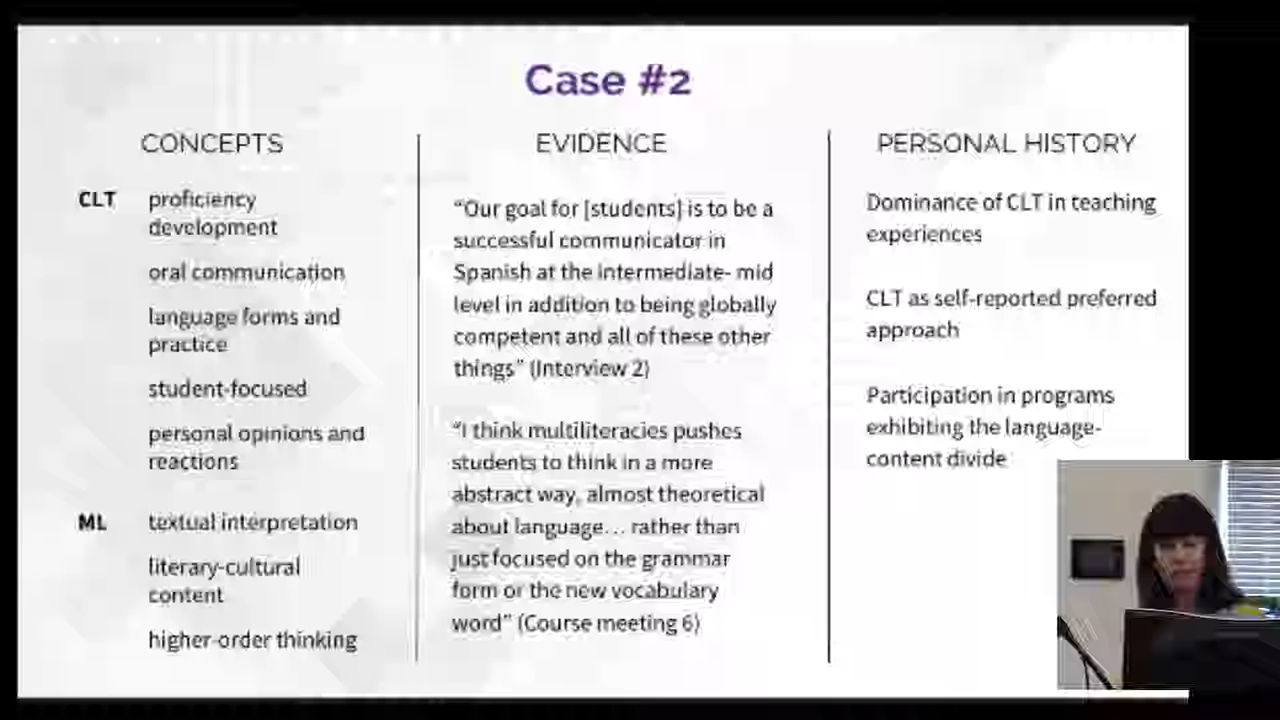 Case #2
CONCEPTS
CLT proficiency
development
oral communication
language forms and
practice
student-focused
personal opinions and
reactions
ML textual interpretation
literary-cultural
content
higher-order thinking
EVIDENCE
“Our goal for [students] is to be a
successful communicator in
Spanish at the intermediate- mid
level in addition to being globally
competent and all of these other
things” (Interview 2)
“I think multiliteracies pushes
students to think in a more
abstract way, almost theoretical
about language… rather than
just focused on the grammar
form or the new vocabulary
word” (Course meeting 6)
PERSONAL HISTORY
Dominance of CLT in teaching
experiences
CLT as self-reported preferred
approach
Participation in programs
exhibiting the language-
content divide